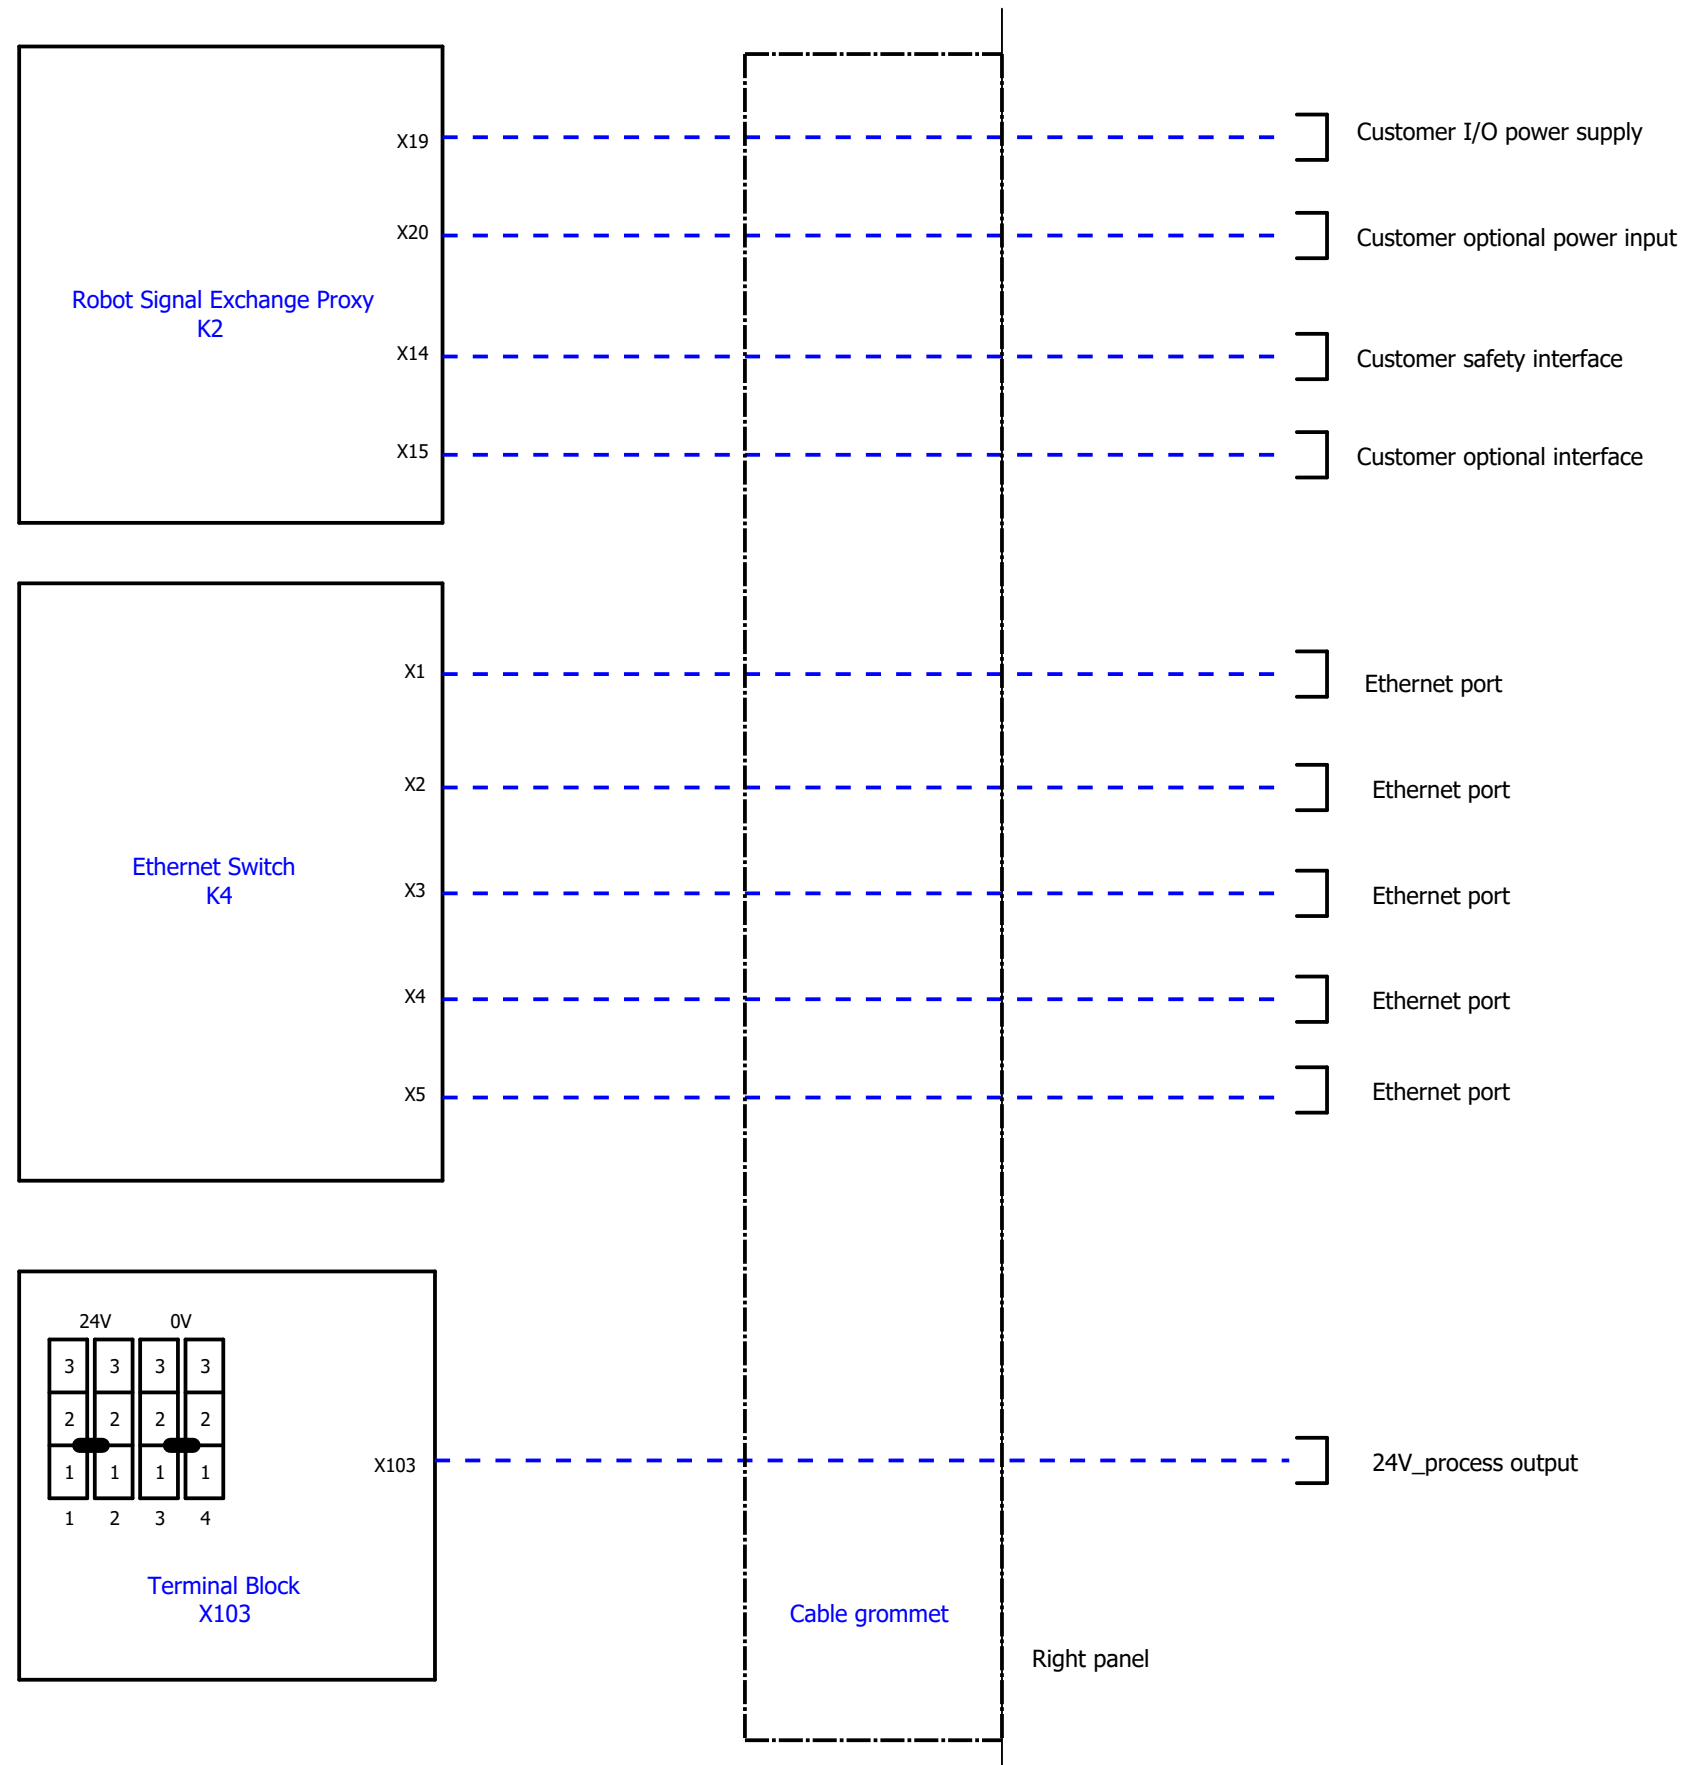 X19
Customer I/O power supply
X20
Customer optional power input
Robot Signal Exchange Proxy
K2
X14
Customer safety interface
X15
Customer optional interface
X1
Ethernet port
X2
Ethernet port
Ethernet Switch
K4
X3
Ethernet port
X4
Ethernet port
X5
Ethernet port
24V 0V
3 3 3 3
2 2 2 2
1 1 1 1
1 2 3 4
X103
24V_process output
Terminal Block
X103
Cable grommet
Right panel